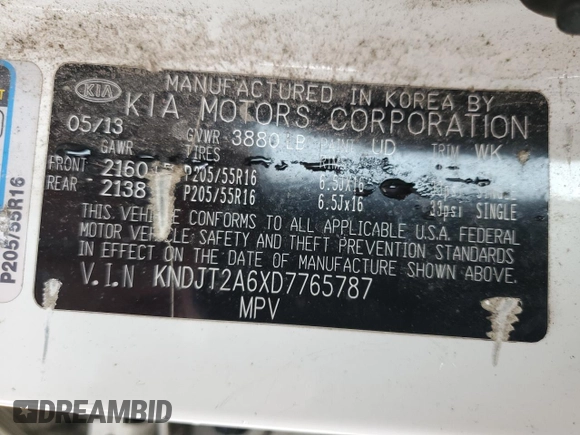 KIA
MANUFACTURED IN KOREA BY
KIA MOTORS CORPORATION
05/13 GVWR 3880 LB PAINT UD TRIM WK
GAWR TIRES
FRONT 2160 P205/55R16 6.5Jx16
REAR 2138 P205/55R16 6.5Jx16 33psi SINGLE
THIS VEHICLE CONFORMS TO ALL APPLICABLE U.S.A. FEDERAL
MOTOR VEHICLE SAFETY AND THEFT PREVENTION STANDARDS
IN EFFECT ON THE DATE OF MANUFACTURE SHOWN ABOVE.
V.I.N KNDJT2A6XD7765787
MPV
P205/55R16
DREAMBID